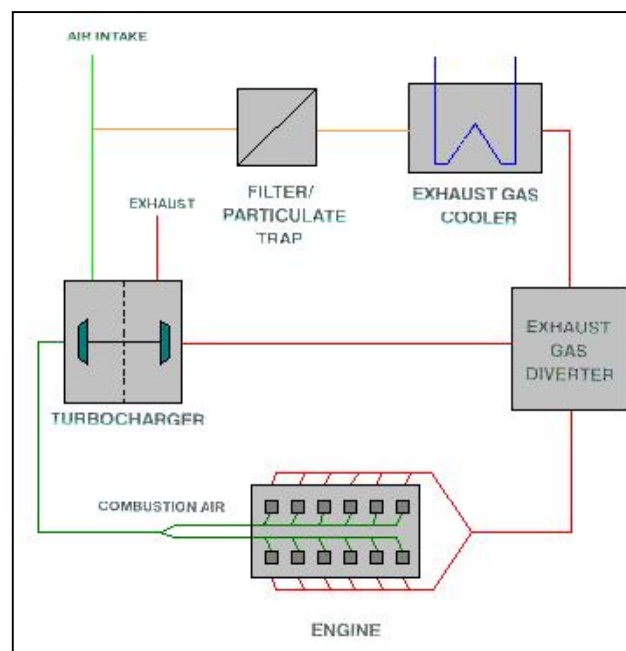 AIR INTAKE
FILTER/
PARTICULATE
TRAP
EXHAUST GAS
COOLER
EXHAUST
EXHAUST
GAS
DIVERTER
TURBOCHARGER
COMBUSTION AIR
ENGINE